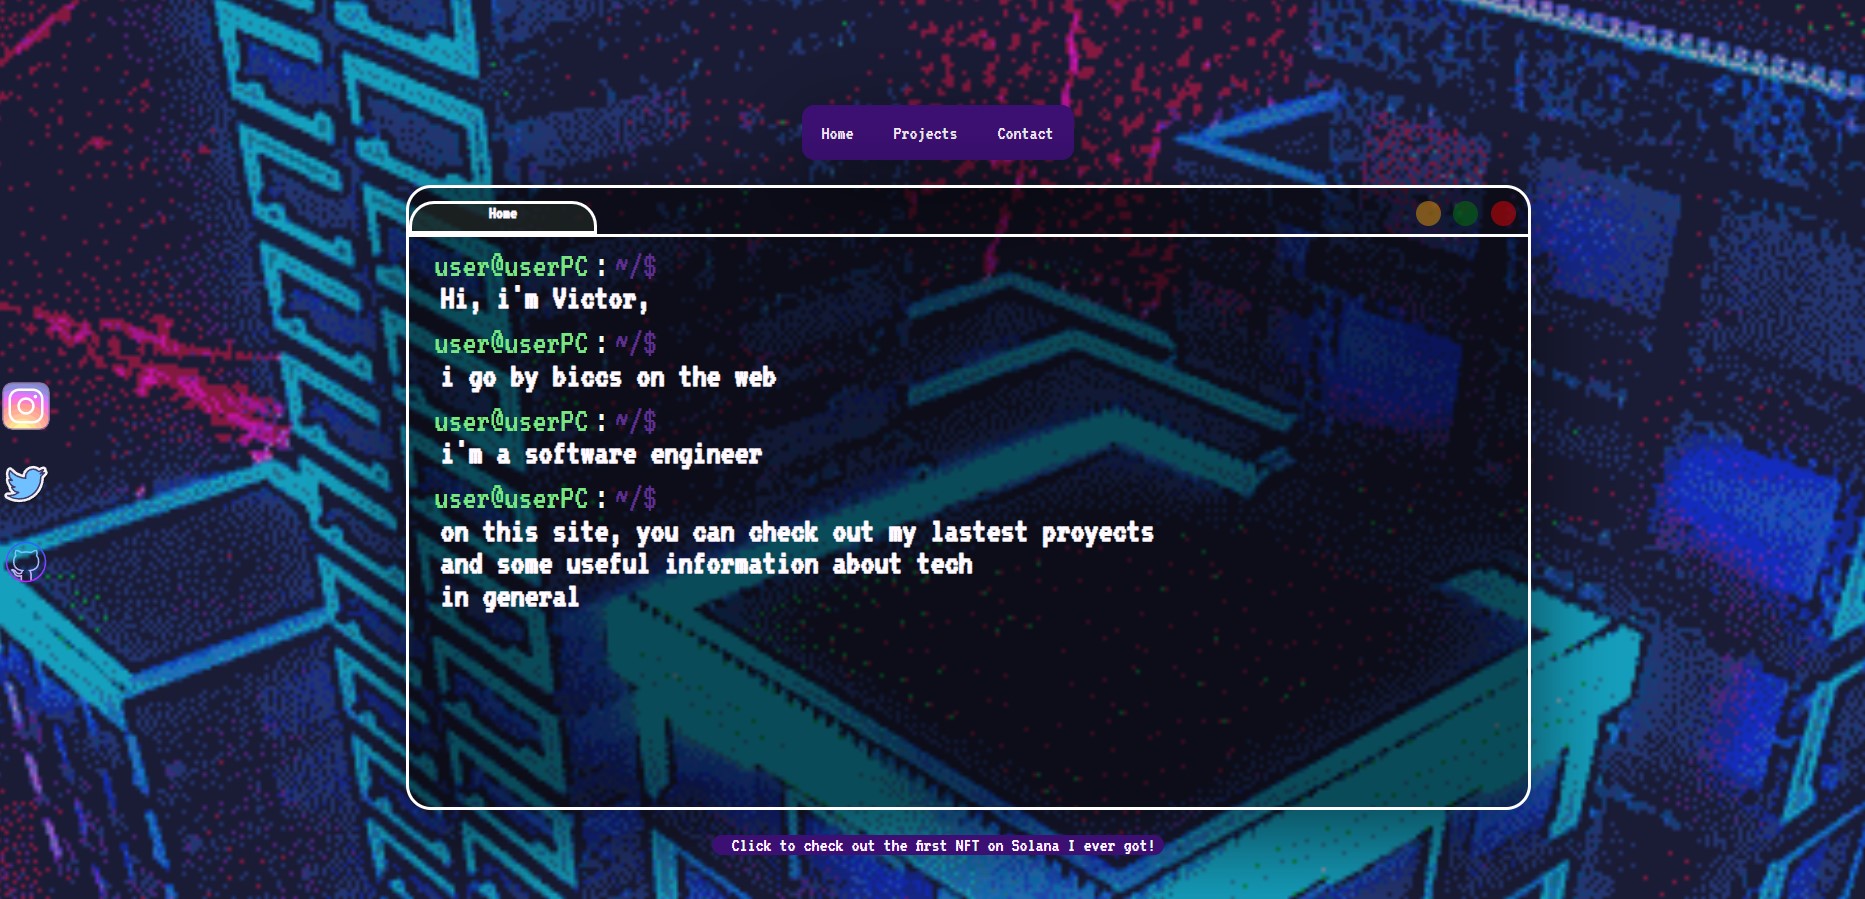 Home Projects Contact
Home
user@userPC:~/$
Hi, i'm Victor,
user@userPC:~/$
i go by biccs on the web
user@userPC:~/$
i'm a software engineer
user@userPC:~/$
on this site, you can check out my lastest proyects
and some useful information about tech
in general
Click to check out the first NFT on Solana I ever got!